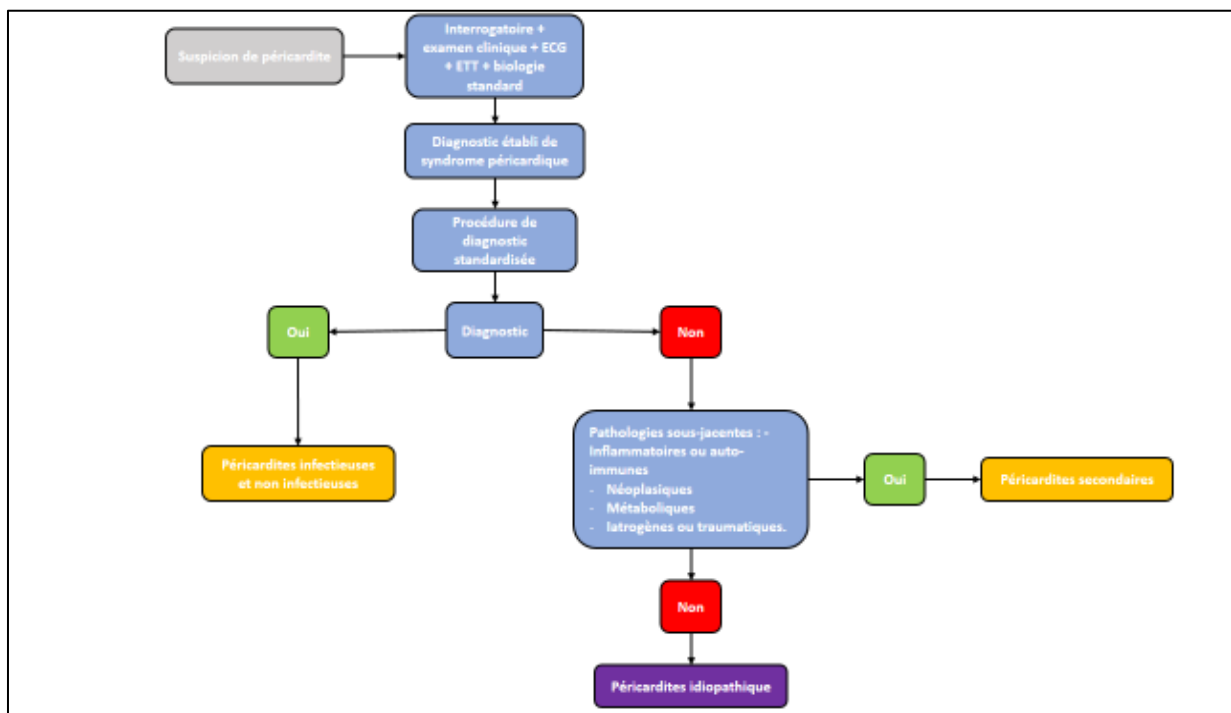 Suspicion de péricardite
Interrogatoire +
examen clinique + ECG
+ ETT + biologie
standard
Diagnostic établi de
syndrome péricardique
Procédure de
diagnostic
standardisée
Oui
Diagnostic
Non
Péricardites infectieuses
et non infectieuses
Pathologies sous-jacentes : -
Inflammatoires ou auto-
immunes
- Néoplasiques
- Métaboliques
- Iatrogènes ou traumatiques.
Oui
Péricardites secondaires
Non
Péricardites idiopathique